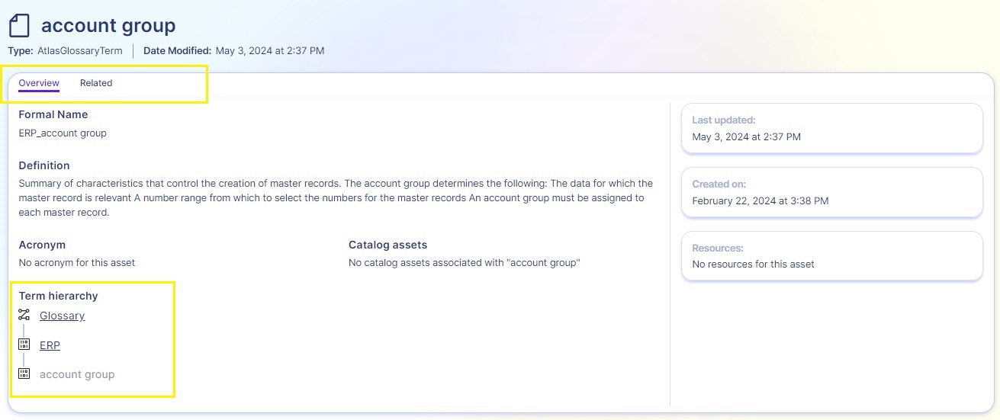 account group
Type: AtlasGlossaryTerm Date Modified: May 3, 2024 at 2:37 PM
Overview Related
Formal Name
ERP_account group
Definition
Summary of characteristics that control the creation of master records. The account group determines the following: The data for which the
master record is relevant A number range from which to select the numbers for the master records An account group must be assigned to
each master record.
Acronym
No acronym for this asset
Catalog assets
No catalog assets associated with "account group"
Term hierarchy
Glossary
ERP
account group
Last updated:
May 3, 2024 at 2:37 PM
Created on:
February 22, 2024 at 3:38 PM
Resources:
No resources for this asset